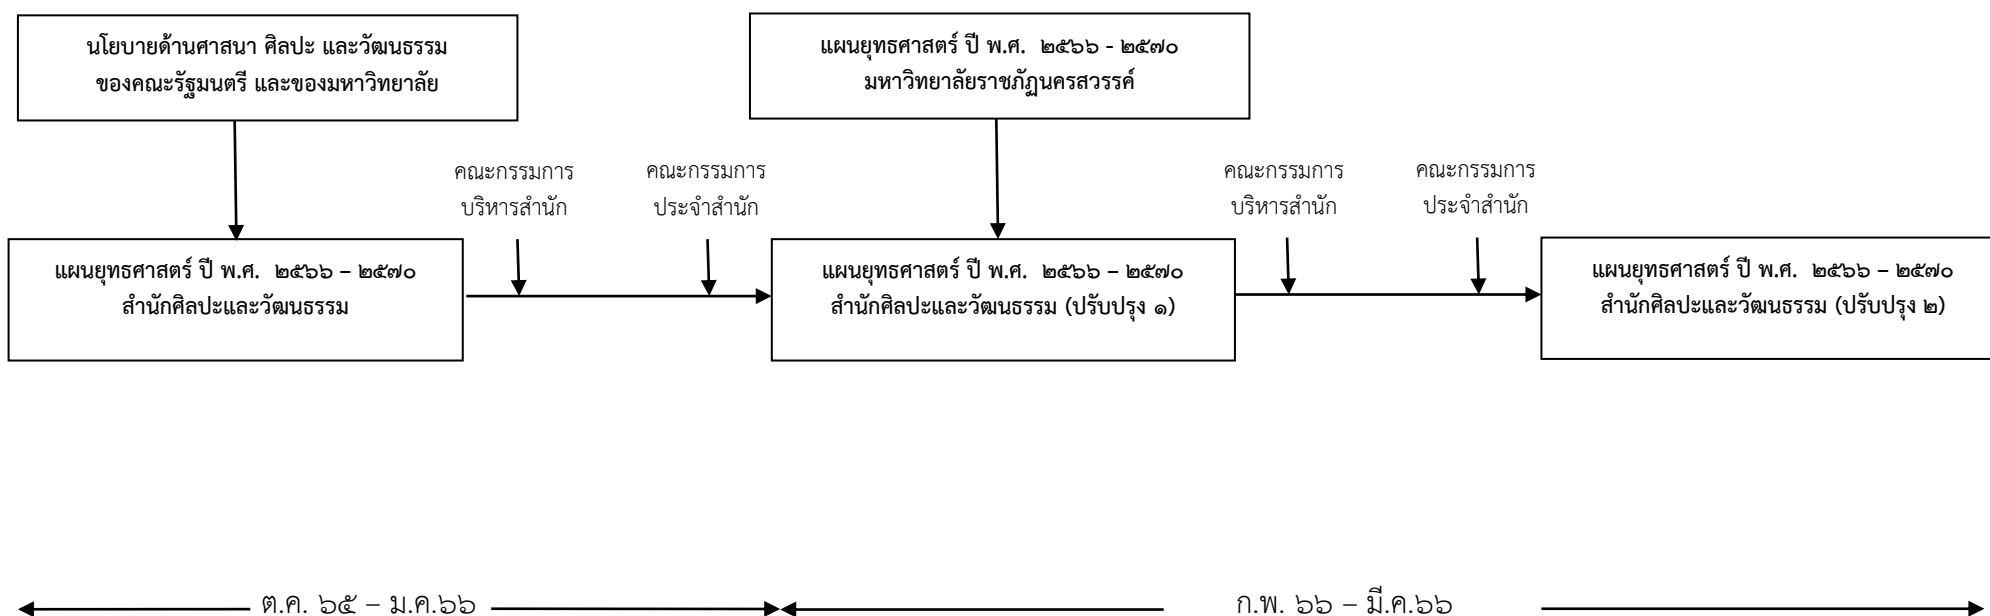 นโยบายด้านศาสนา ศิลปะ และวัฒนธรรม
ของคณะรัฐมนตรี และของมหาวิทยาลัย
แผนยุทธศาสตร์ ปี พ.ศ. ๒๕๖๖ - ๒๕๗๐
มหาวิทยาลัยราชภัฏนครสวรรค์
คณะกรรมการ
บริหารสำนัก
คณะกรรมการ
ประจำสำนัก
คณะกรรมการ
บริหารสำนัก
คณะกรรมการ
ประจำสำนัก
แผนยุทธศาสตร์ ปี พ.ศ. ๒๕๖๖ – ๒๕๗๐
สำนักศิลปะและวัฒนธรรม
แผนยุทธศาสตร์ ปี พ.ศ. ๒๕๖๖ – ๒๕๗๐
สำนักศิลปะและวัฒนธรรม (ปรับปรุง ๑)
แผนยุทธศาสตร์ ปี พ.ศ. ๒๕๖๖ – ๒๕๗๐
สำนักศิลปะและวัฒนธรรม (ปรับปรุง ๒)
ต.ค. ๖๕ – ม.ค.๖๖
ก.พ. ๖๖ – มี.ค.๖๖